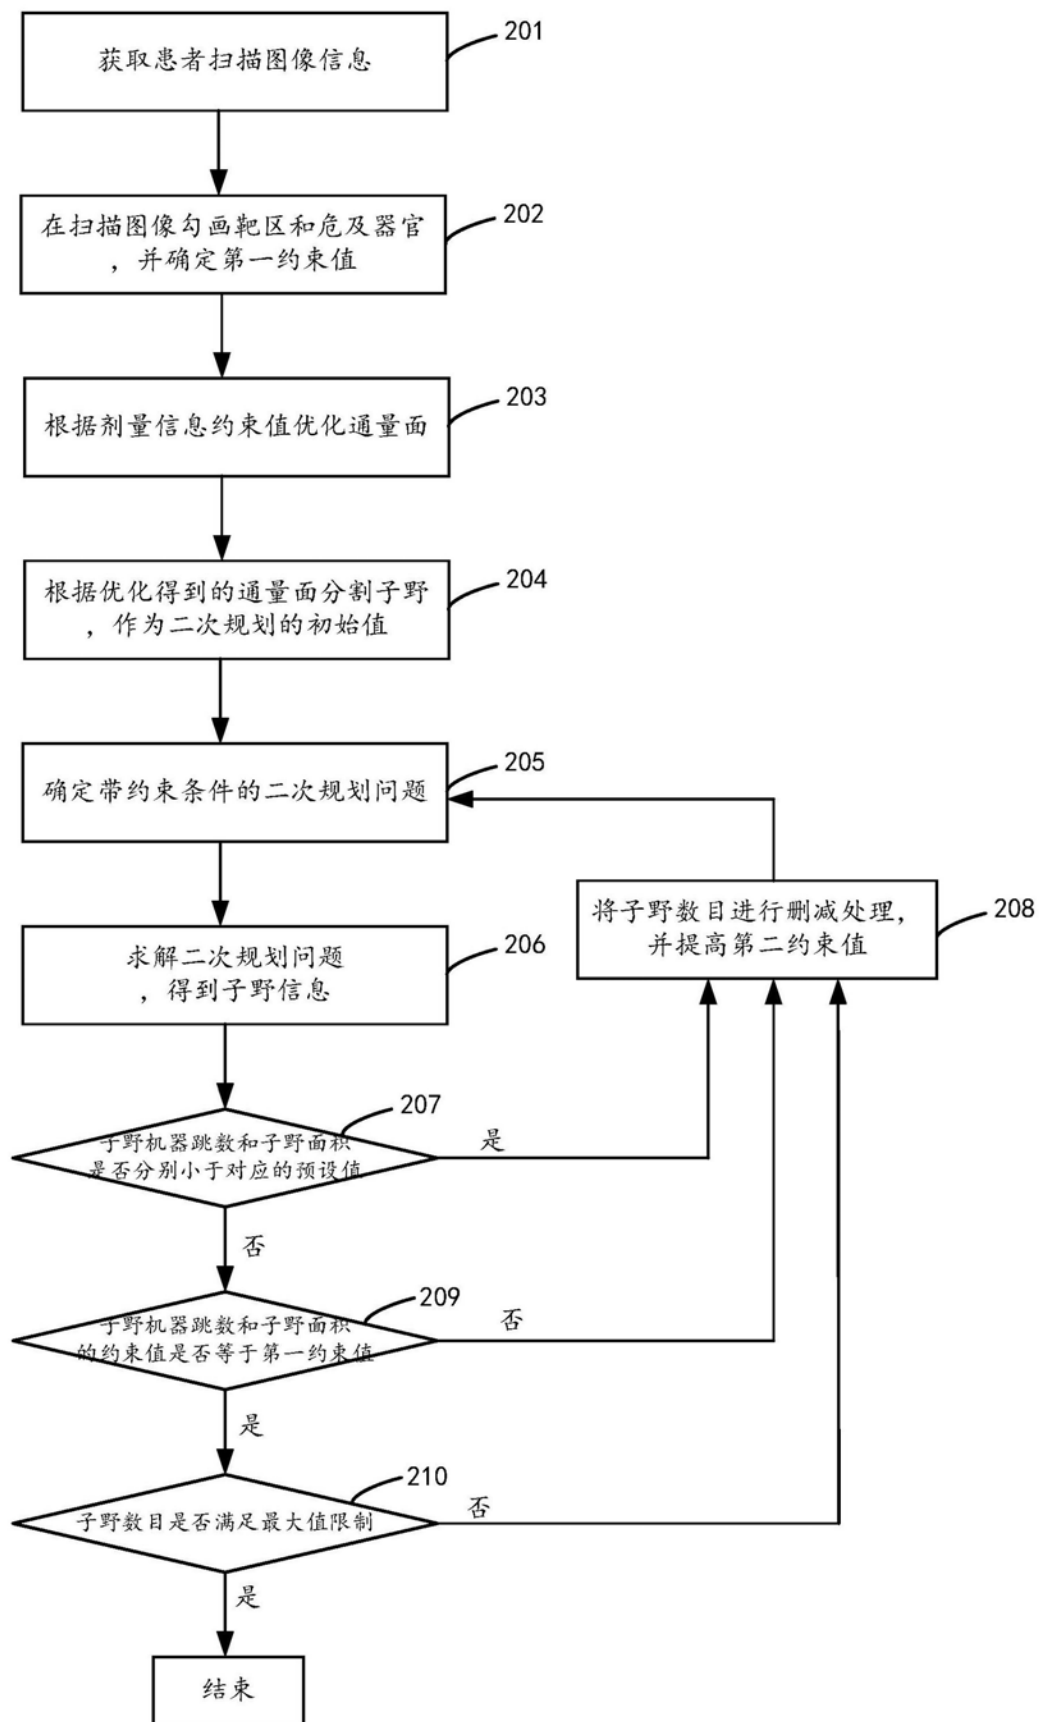 获取患者扫描图像信息
201
在扫描图像勾画靶区和危及器官
，并确定第一约束值
202
根据剂量信息约束值优化通量面
203
根据优化得到的通量面分割子野
，作为二次规划的初始值
204
确定带约束条件的二次规划问题
205
将子野数目进行删减处理，
并提高第二约束值
208
求解二次规划问题
，得到子野信息
206
子野机器跳数和子野面积
是否分别小于对应的预设值
207
是
否
子野机器跳数和子野面积
的约束值是否等于第一约束值
209
否
是
子野数目是否满足最大值限制
210
否
是
结束